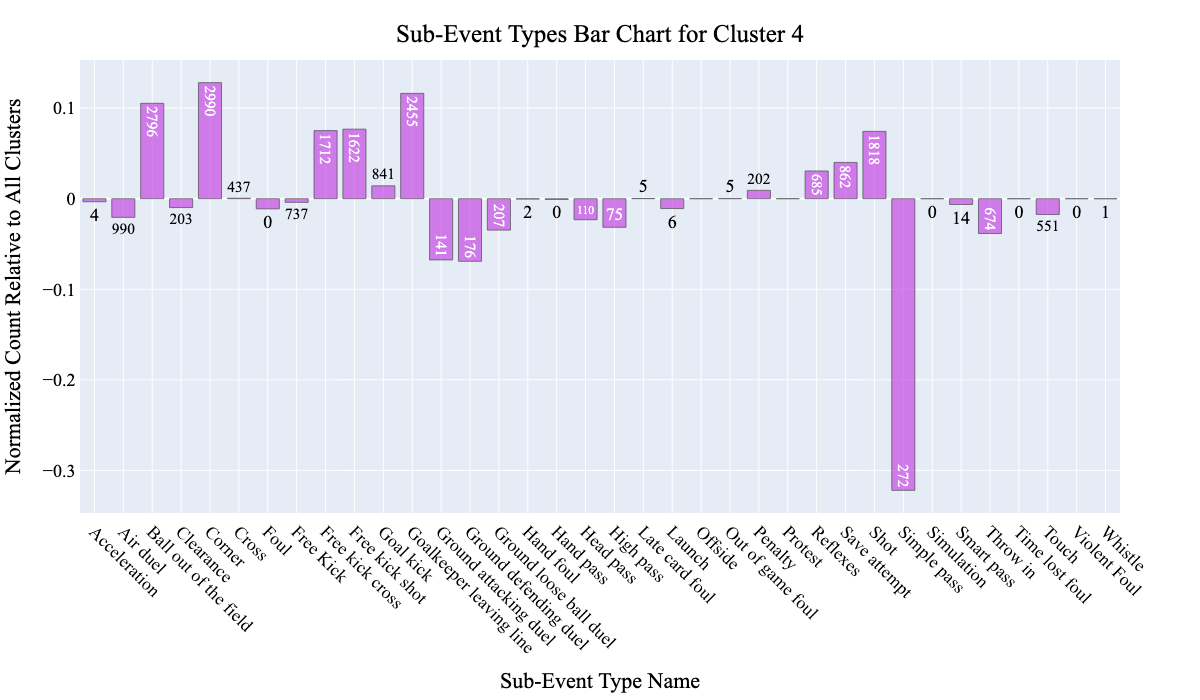 Sub-Event Types Bar Chart for Cluster 4
Normalized Count Relative to All Clusters
0.1
0
−0.1
−0.2
−0.3
4
990
2796
203
2990
437
0
737
1712
1622
841
2455
141
176
207
2
0
110
75
5
6
5
202
685
862
1818
272
0
14
674
0
551
0
1
Acceleration
Air duel
Ball out of the field
Clearance
Corner
Cross
Foul
Free Kick
Free kick cross
Free kick shot
Goal kick
Goalkeeper leaving line
Ground attacking duel
Ground defending duel
Ground loose ball duel
Hand foul
Hand pass
Head pass
High pass
Late card foul
Launch
Offside
Out of game foul
Penalty
Protest
Reflexes
Save attempt
Shot
Simple pass
Simulation
Smart pass
Throw in
Time lost foul
Touch
Violent Foul
Whistle
Sub-Event Type Name